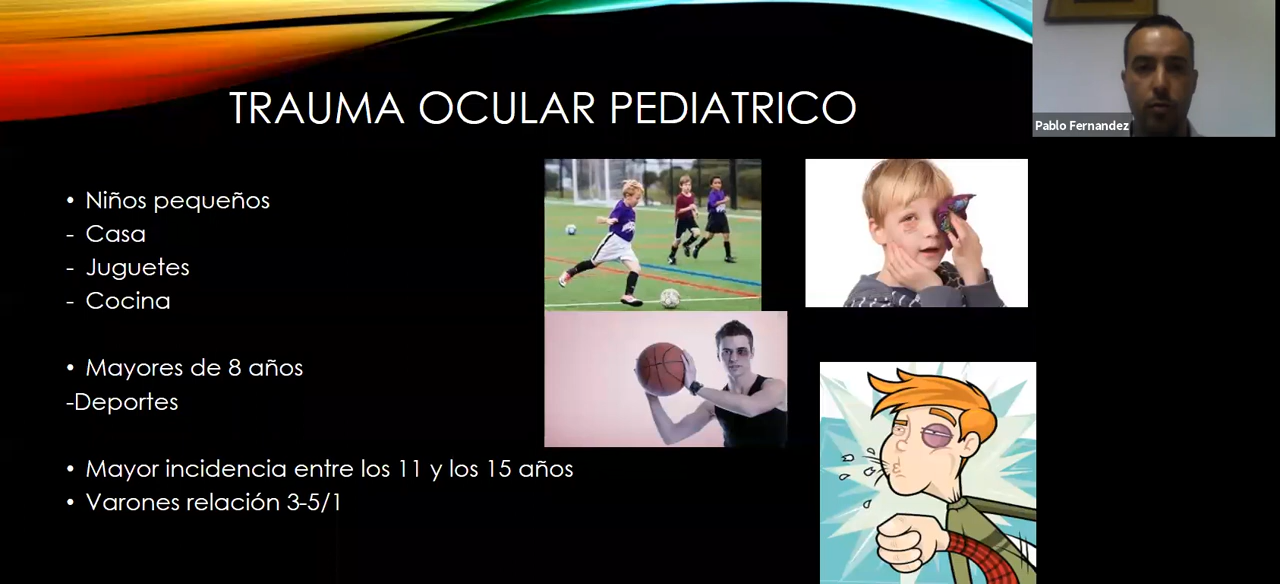 TRAUMA OCULAR PEDIATRICO
Pablo Fernandez
• Niños pequeños
- Casa
- Juguetes
- Cocina
• Mayores de 8 años
-Deportes
• Mayor incidencia entre los 11 y los 15 años
• Varones relación 3-5/1